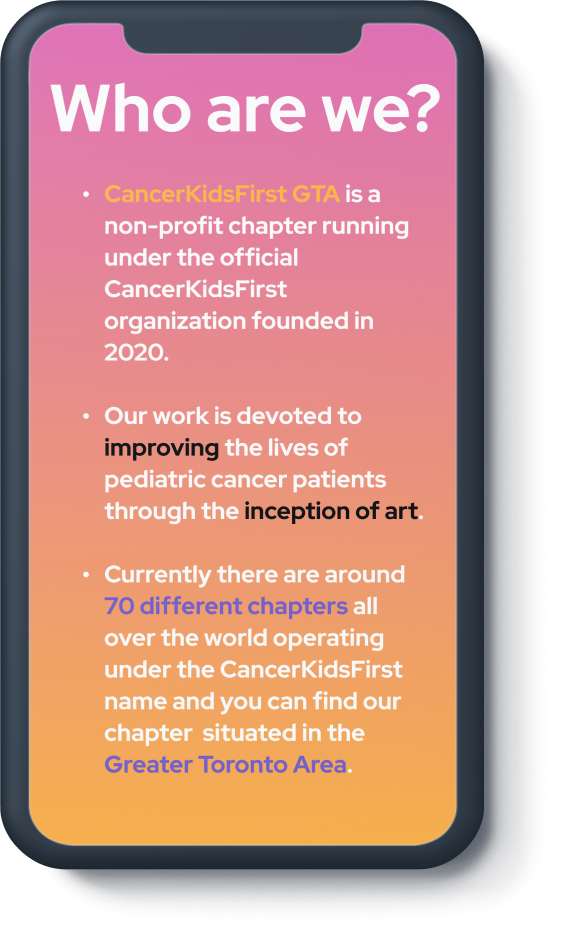 Who are we?
• CancerKidsFirst GTA is a
non-profit chapter running
under the official
CancerKidsFirst
organization founded in
2020.
• Our work is devoted to
improving the lives of
pediatric cancer patients
through the inception of art.
• Currently there are around
70 different chapters all
over the world operating
under the CancerKidsFirst
name and you can find our
chapter  situated in the
Greater Toronto Area.